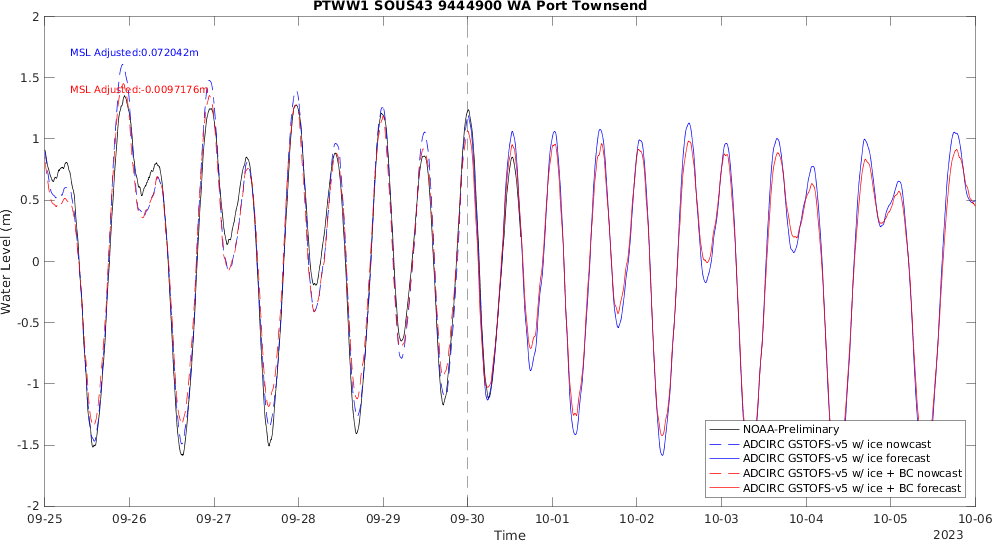 PTWW1 SOUS43 9444900 WA Port Townsend
MSL Adjusted:0.072042m
MSL Adjusted:-0.0097176m
Water Level (m)
2
1.5
1
0.5
0
-0.5
-1
-1.5
-2
NOAA-Preliminary
ADCIRC GSTOFS-v5 w/ ice nowcast
ADCIRC GSTOFS-v5 w/ ice forecast
ADCIRC GSTOFS-v5 w/ ice + BC nowcast
ADCIRC GSTOFS-v5 w/ ice + BC forecast
09-25 09-26 09-27 09-28 09-29 09-30 10-01 10-02 10-03 10-04 10-05 10-06
Time
2023